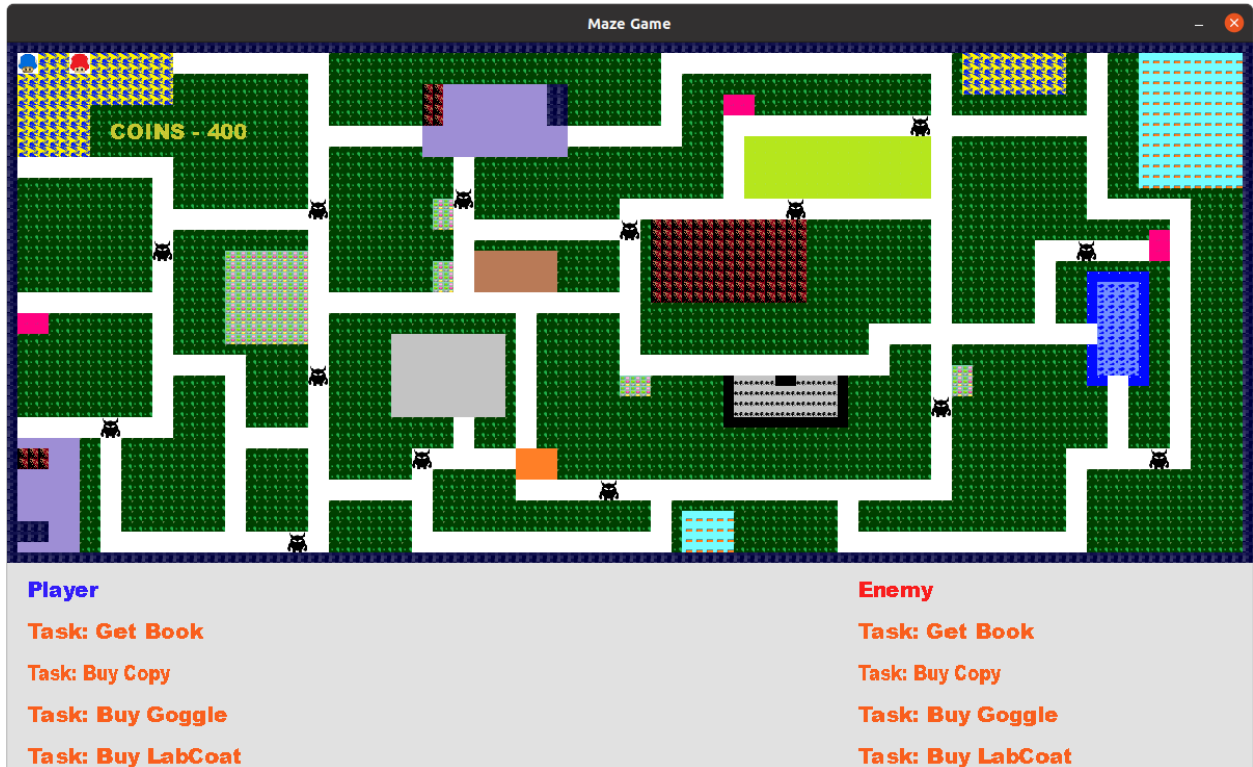 Maze Game
COINS - 400
Player
Enemy
Task: Get Book
Task: Get Book
Task: Buy Copy
Task: Buy Copy
Task: Buy Goggle
Task: Buy Goggle
Task: Buy LabCoat
Task: Buy LabCoat